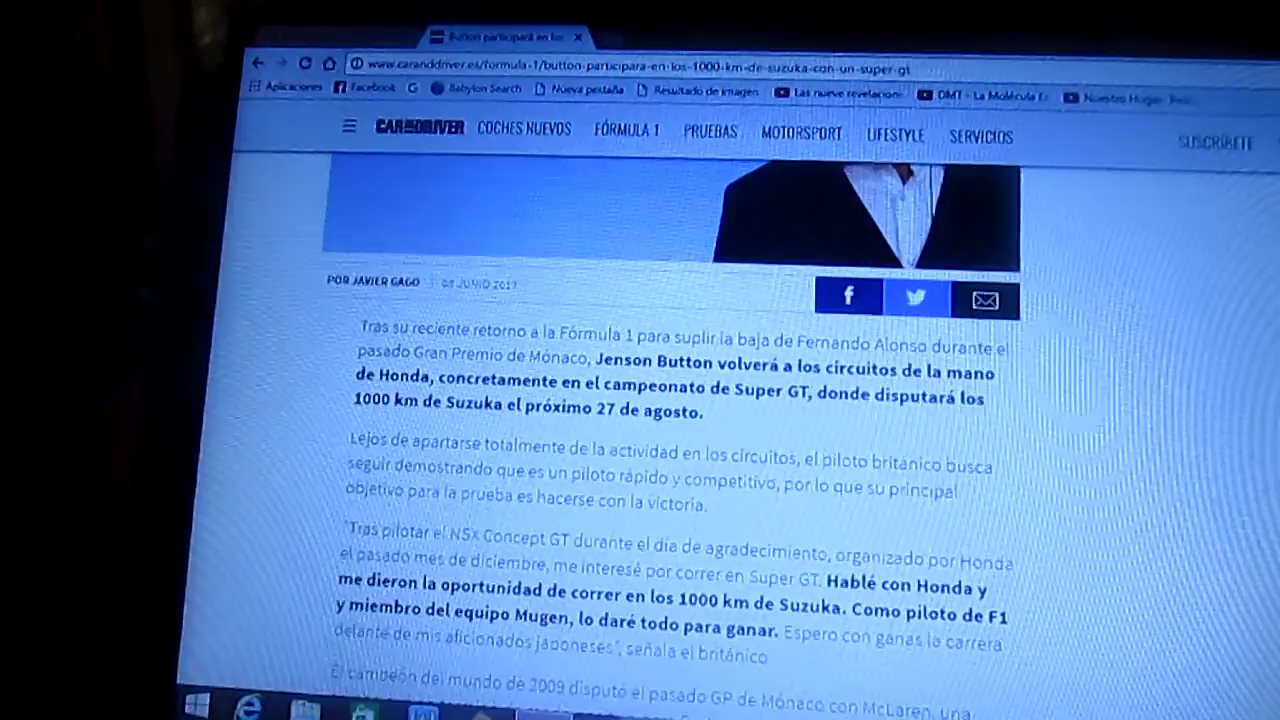 Button participará en los
www.caranddriver.es/formula-1/button-participara-en-los-1000-km-de-suzuka-con-un-super-gt
Aplicaciones Facebook Babylon Search Nueva pestaña Resultado de imagen Las nueve revelacion DMT - La Molécula Nuestro Hogar
CAR AND DRIVER COCHES NUEVOS FÓRMULA 1 PRUEBAS MOTORSPORT LIFESTYLE SERVICIOS SUSCRÍBETE
POR JAVIER GAGO JUNIO 2017
Tras su reciente retorno a la Fórmula 1 para suplir la baja de Fernando Alonso durante el
pasado Gran Premio de Mónaco, Jenson Button volverá a los circuitos de la mano
de Honda, concretamente en el campeonato de Super GT, donde disputará los
1000 km de Suzuka el próximo 27 de agosto.
Lejos de apartarse totalmente de la actividad en los circuitos, el piloto británico busca
seguir demostrando que es un piloto rápido y competitivo, por lo que su principal
objetivo para la prueba es hacerse con la victoria.
"Tras pilotar el NSX Concept GT durante el día de agradecimiento, organizado por Honda
el pasado mes de diciembre, me interesé por correr en Super GT. Hablé con Honda y
me dieron la oportunidad de correr en los 1000 km de Suzuka. Como piloto de F1
y miembro del equipo Mugen, lo daré todo para ganar. Espero con ganas la carrera
delante de mis aficionados japoneses", señala el británico
El campeón del mundo de 2009 disputó el pasado GP de Mónaco con McLaren, una